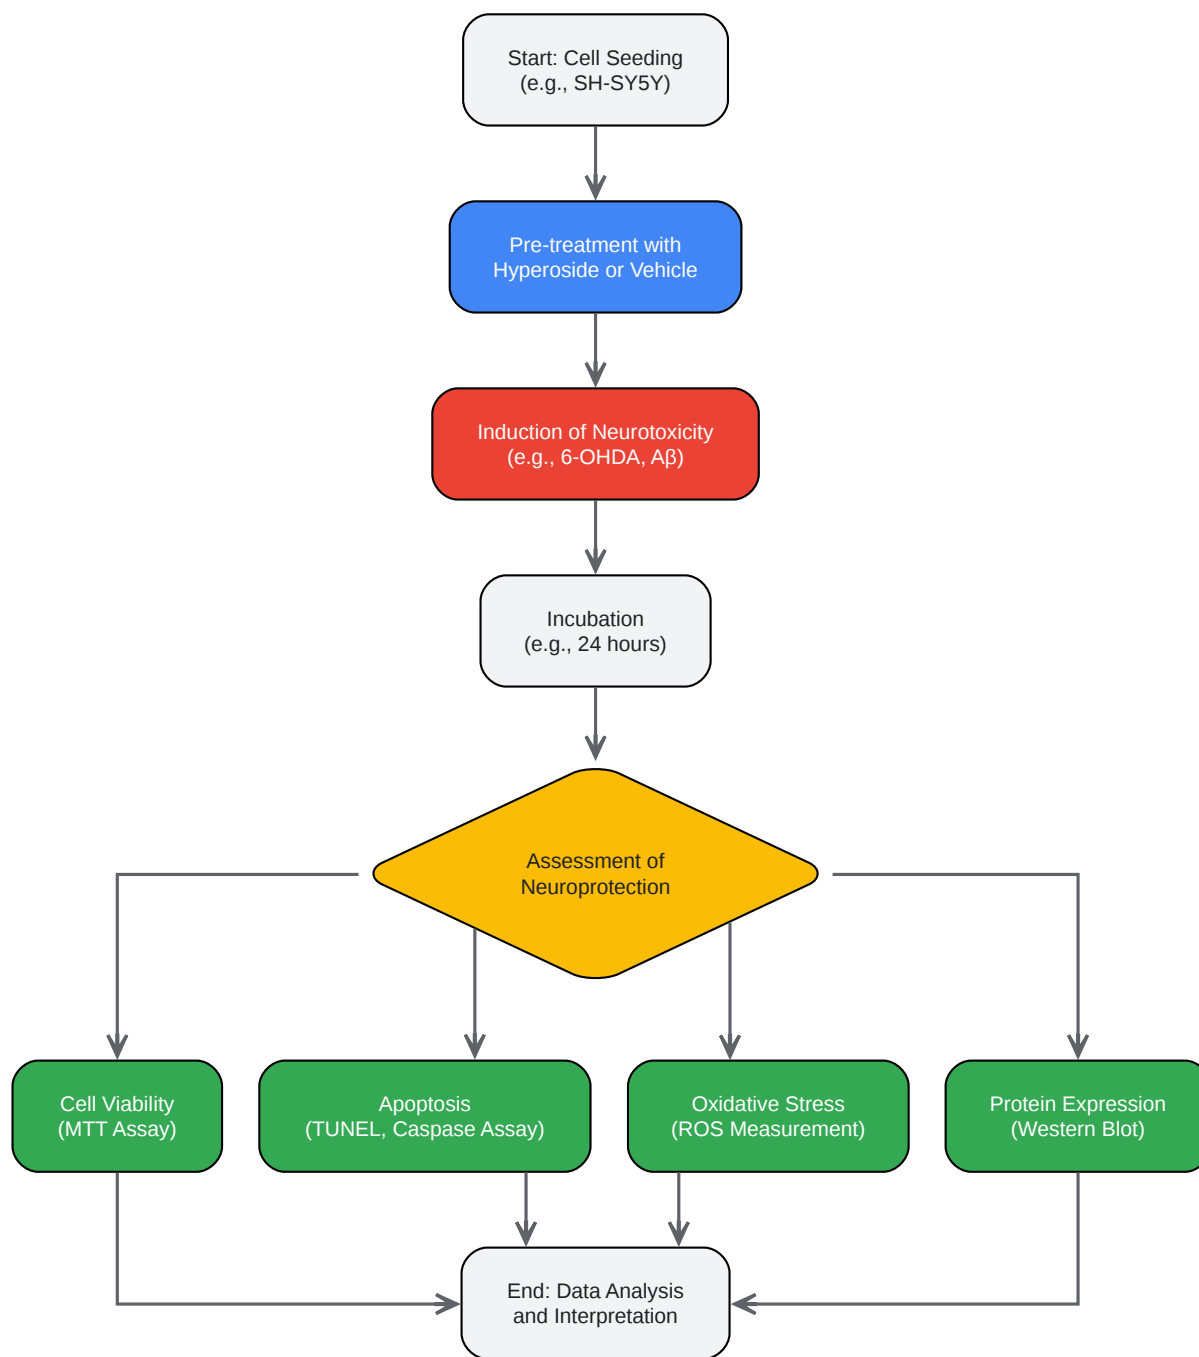 Start: Cell Seeding
(e.g., SH-SY5Y)
Pre-treatment with
Hyperoside or Vehicle
Induction of Neurotoxicity
(e.g., 6-OHDA, Aβ)
Incubation
(e.g., 24 hours)
Assessment of
Neuroprotection
Cell Viability
(MTT Assay)
Apoptosis
(TUNEL, Caspase Assay)
Oxidative Stress
(ROS Measurement)
Protein Expression
(Western Blot)
End: Data Analysis
and Interpretation